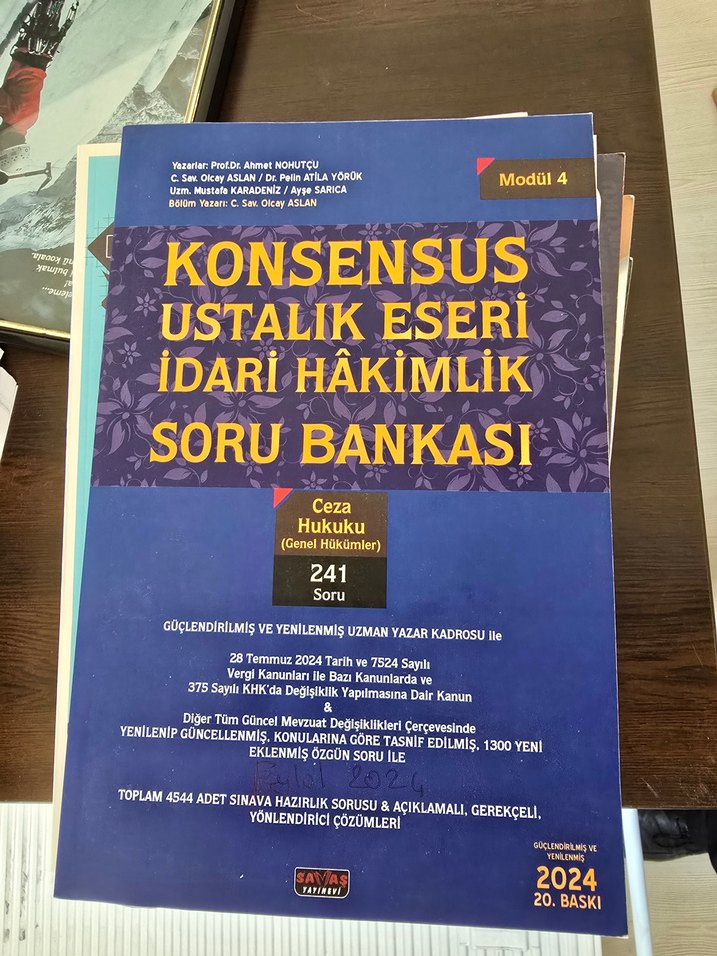 Yazarlar: Prof.Dr. Ahmet NOHUTÇU
C. Sav. Olcay ASLAN / Dr. Pelin ATİLA YÖRÜK
Uzm. Mustafa KARADENİZ / Ayşe SARICA
Bölüm Yazarı: C. Sav. Olcay ASLAN
Modül 4
KONSENSUS
USTALIK ESERİ
İDARİ HÂKİMLİK
SORU BANKASI
Ceza
Hukuku
(Genel Hükümler)
241
Soru
GÜÇLENDİRİLMİŞ VE YENİLENMİŞ UZMAN YAZAR KADROSU ile
28 Temmuz 2024 Tarih ve 7524 Sayılı
Vergi Kanunları ile Bazı Kanunlarda ve
375 Sayılı KHK'da Değişiklik Yapılmasına Dair Kanun
&
Diğer Tüm Güncel Mevzuat Değişiklikleri Çerçevesinde
YENİLENİP GÜNCELLENMİŞ, KONULARINA GÖRE TASNİF EDİLMİŞ, 1300 YENİ
EKLENMİŞ ÖZGÜN SORU İLE
Eylül 2024
TOPLAM 4544 ADET SINAVA HAZIRLIK SORUSU & AÇIKLAMALI, GEREKÇELİ,
YÖNLENDİRİCİ ÇÖZÜMLERİ
SAVAŞ
YAYINEVİ
GÜÇLENDİRİLMİŞ VE
YENİLENMİŞ
2024
20. BASKI